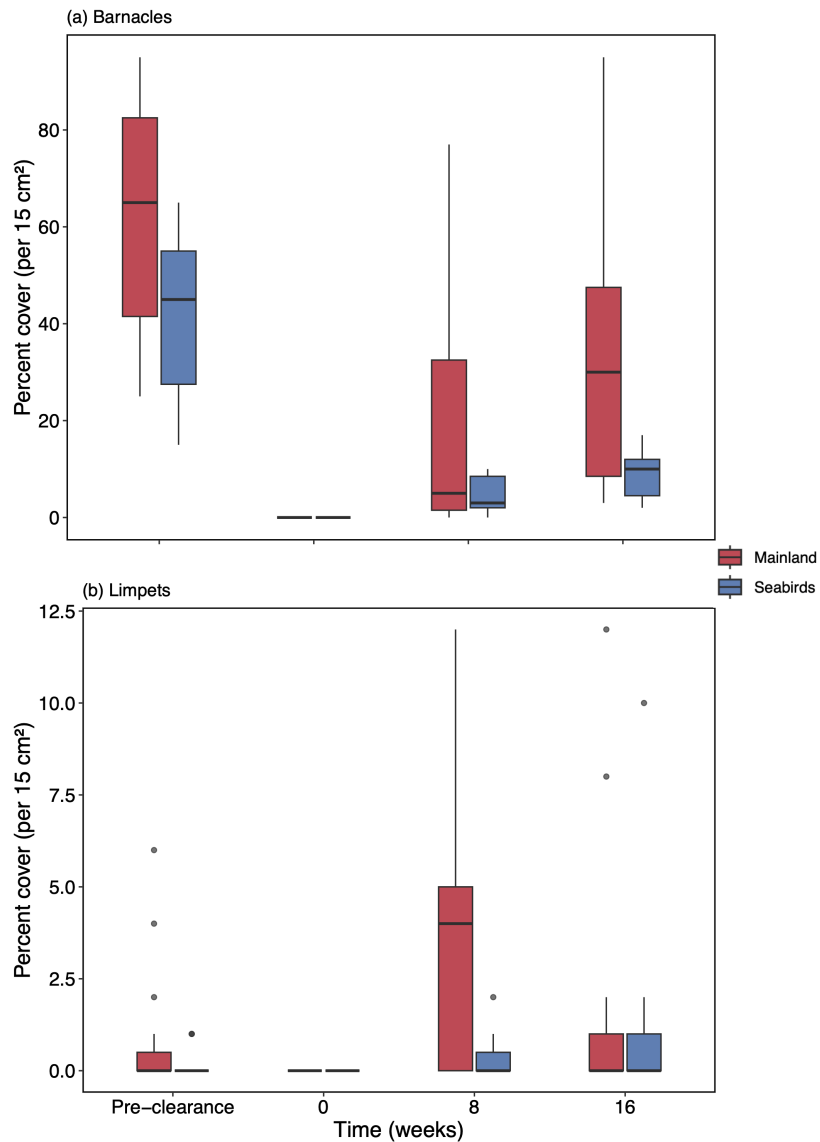 (a) Barnacles
Percent cover (per 15 cm²)
80
60
40
20
0
Mainland
Seabirds
(b) Limpets
Percent cover (per 15 cm²)
12.5
10.0
7.5
5.0
2.5
0.0
Pre−clearance 0 8 16
Time (weeks)